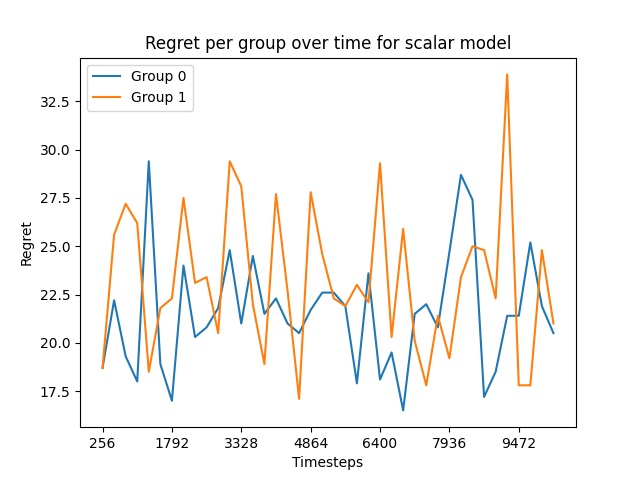 Regret per group over time for scalar model
Group 0
Group 1
Regret
32.5
30.0
27.5
25.0
22.5
20.0
17.5
256 1792 3328 4864 6400 7936 9472
Timesteps